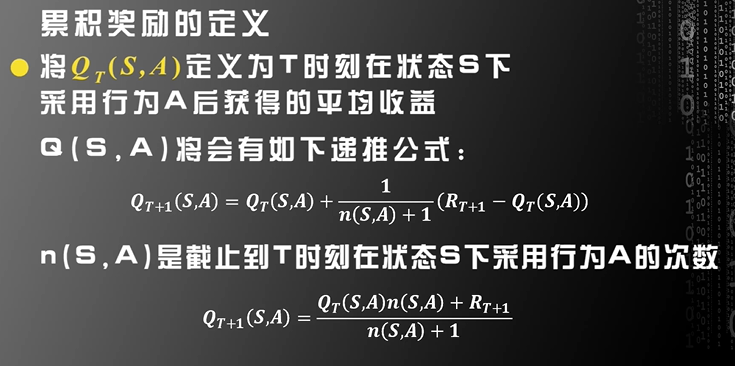 累积奖励的定义
将Q_T(S,A)定义为T时刻在状态S下
采用行为A后获得的平均收益
Q(S,A)将会有如下递推公式：
Q_{T+1}(S,A) = Q_T(S,A) + \frac{1}{n(S,A)+1}(R_{T+1} − Q_T(S,A))
n(S,A)是截止到T时刻在状态S下采用行为A的次数
Q_{T+1}(S,A) = \frac{Q_T(S,A)n(S,A)+R_{T+1}}{n(S,A)+1}